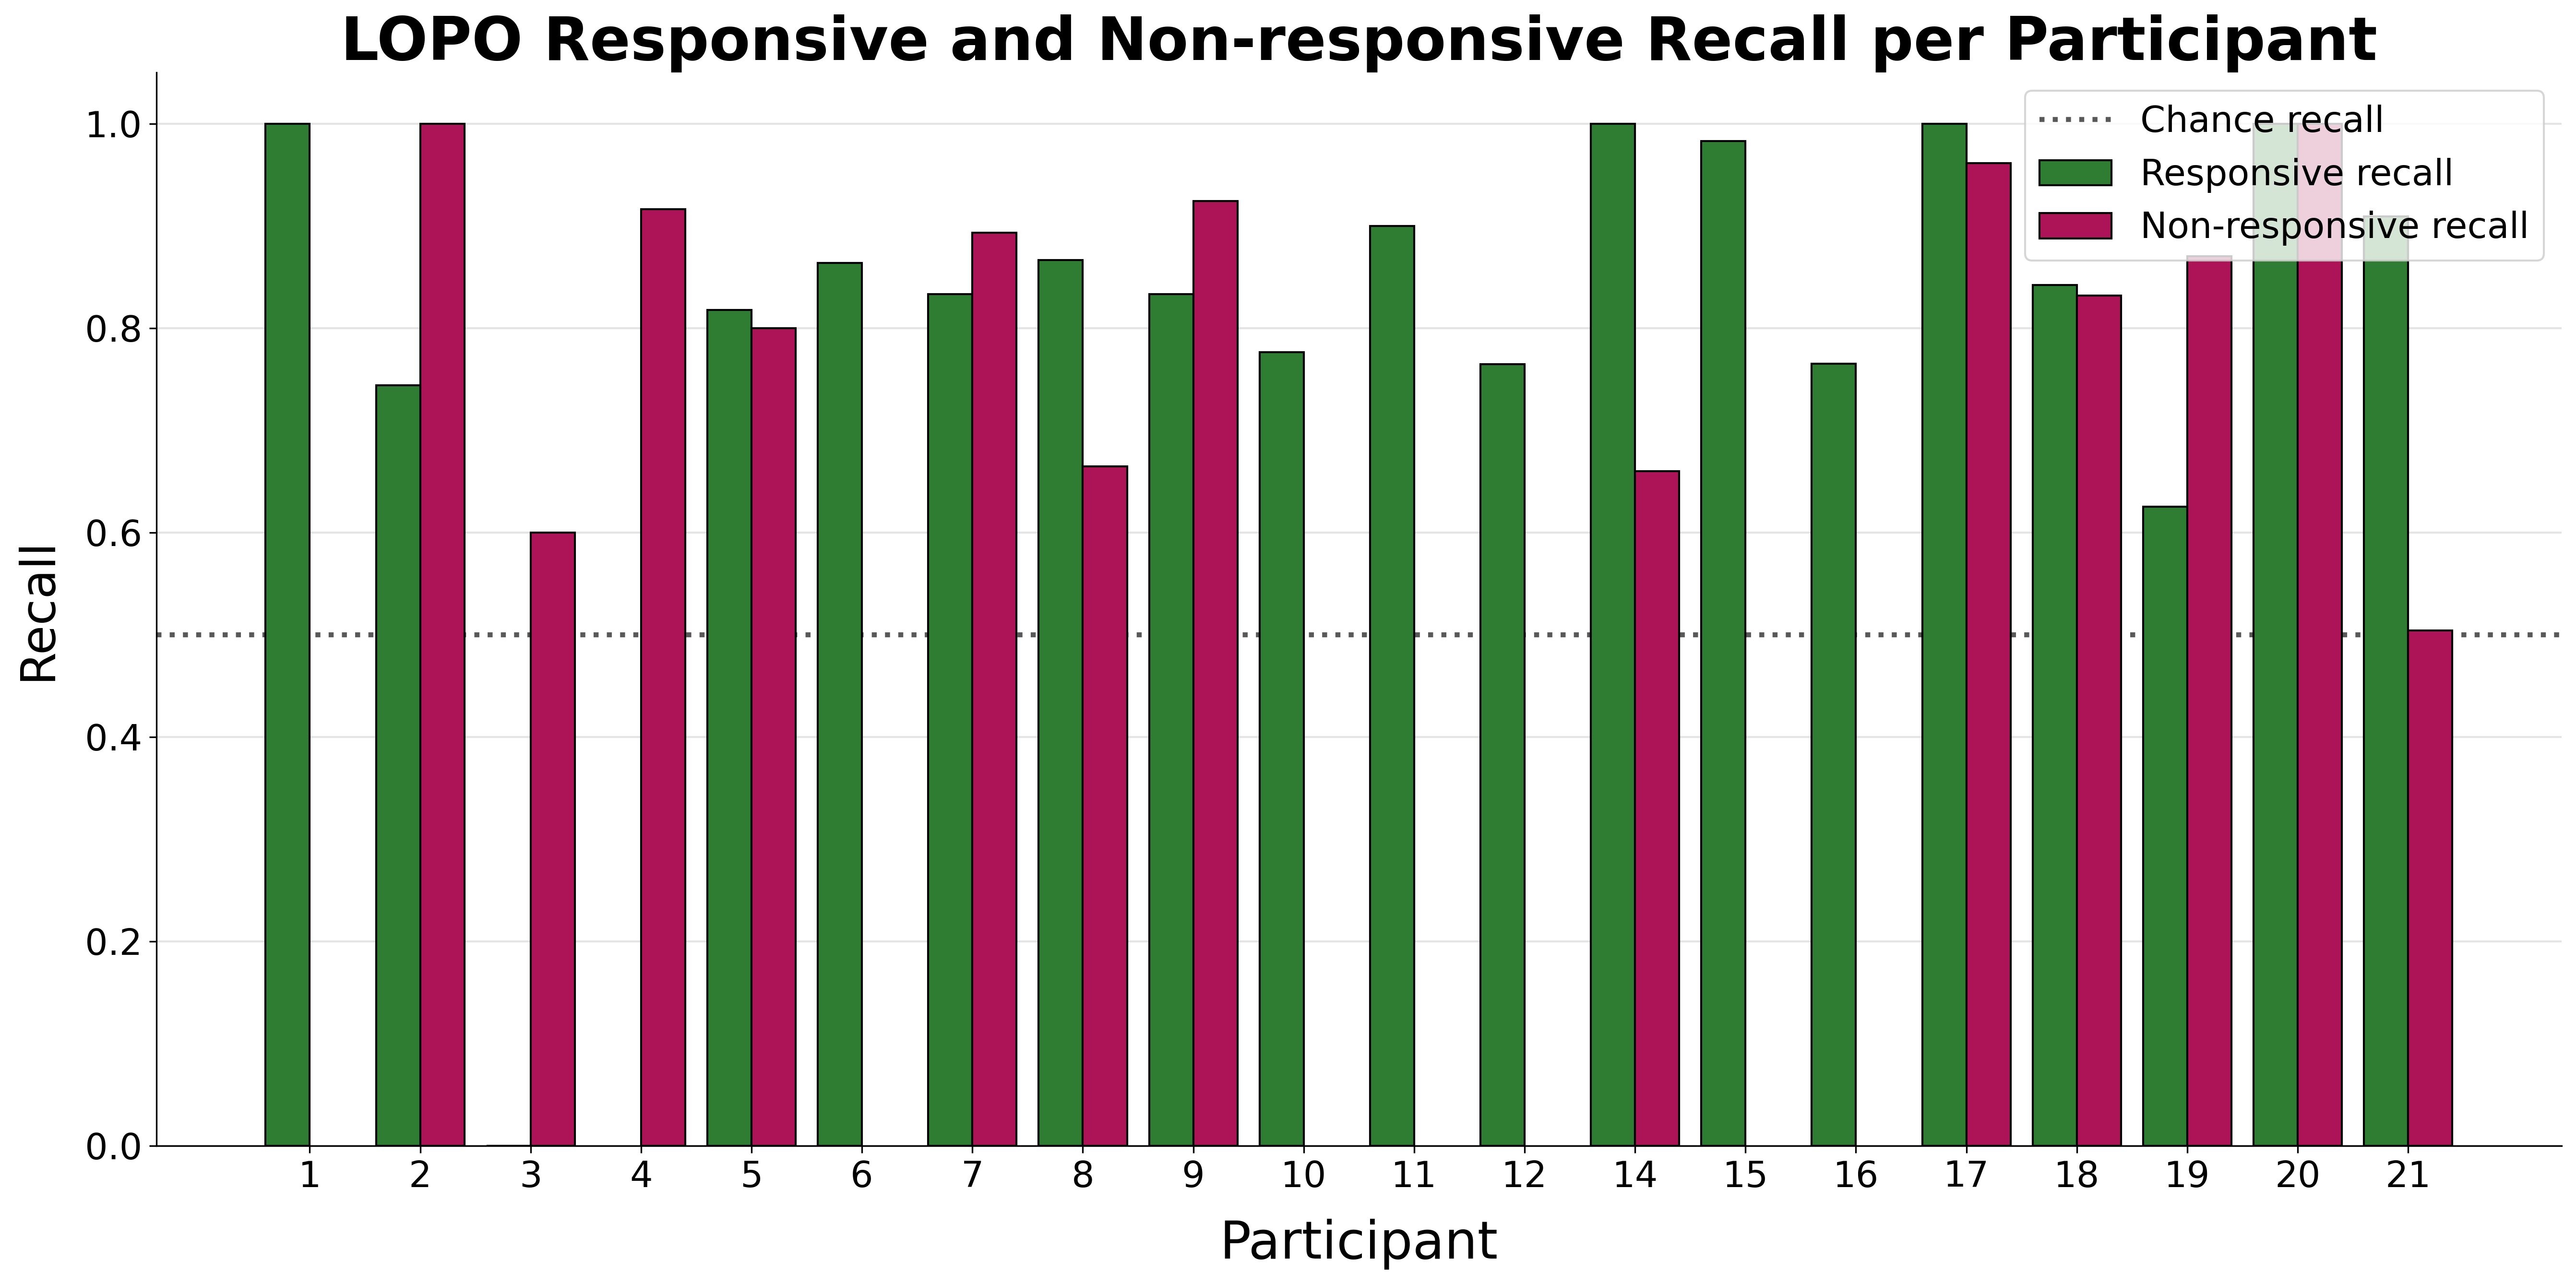 LOPO Responsive and Non-responsive Recall per Participant
Chance recall
Responsive recall
Non-responsive recall
Recall
1.0
0.8
0.6
0.4
0.2
0.0
1 2 3 4 5 6 7 8 9 10 11 12 14 15 16 17 18 19 20 21
Participant